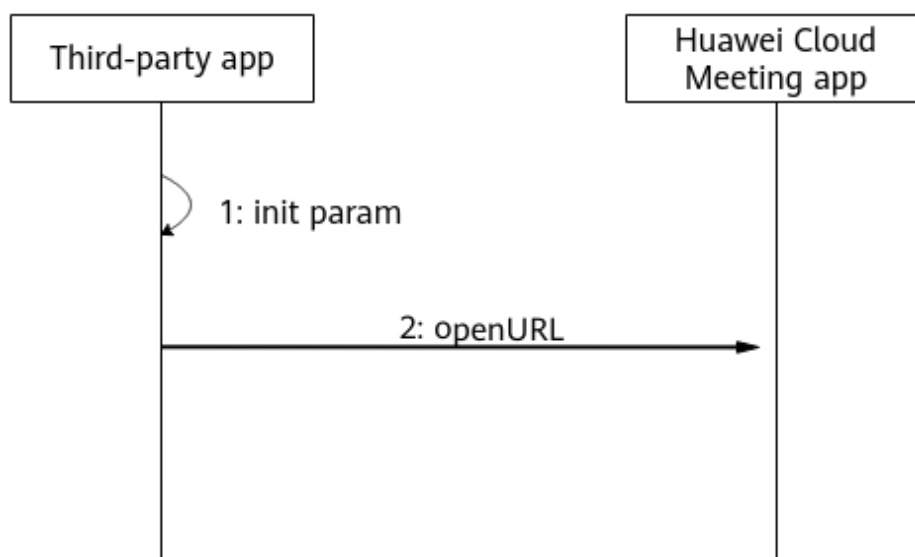 Third-party app
Huawei Cloud
Meeting app
1: init param
2: openURL